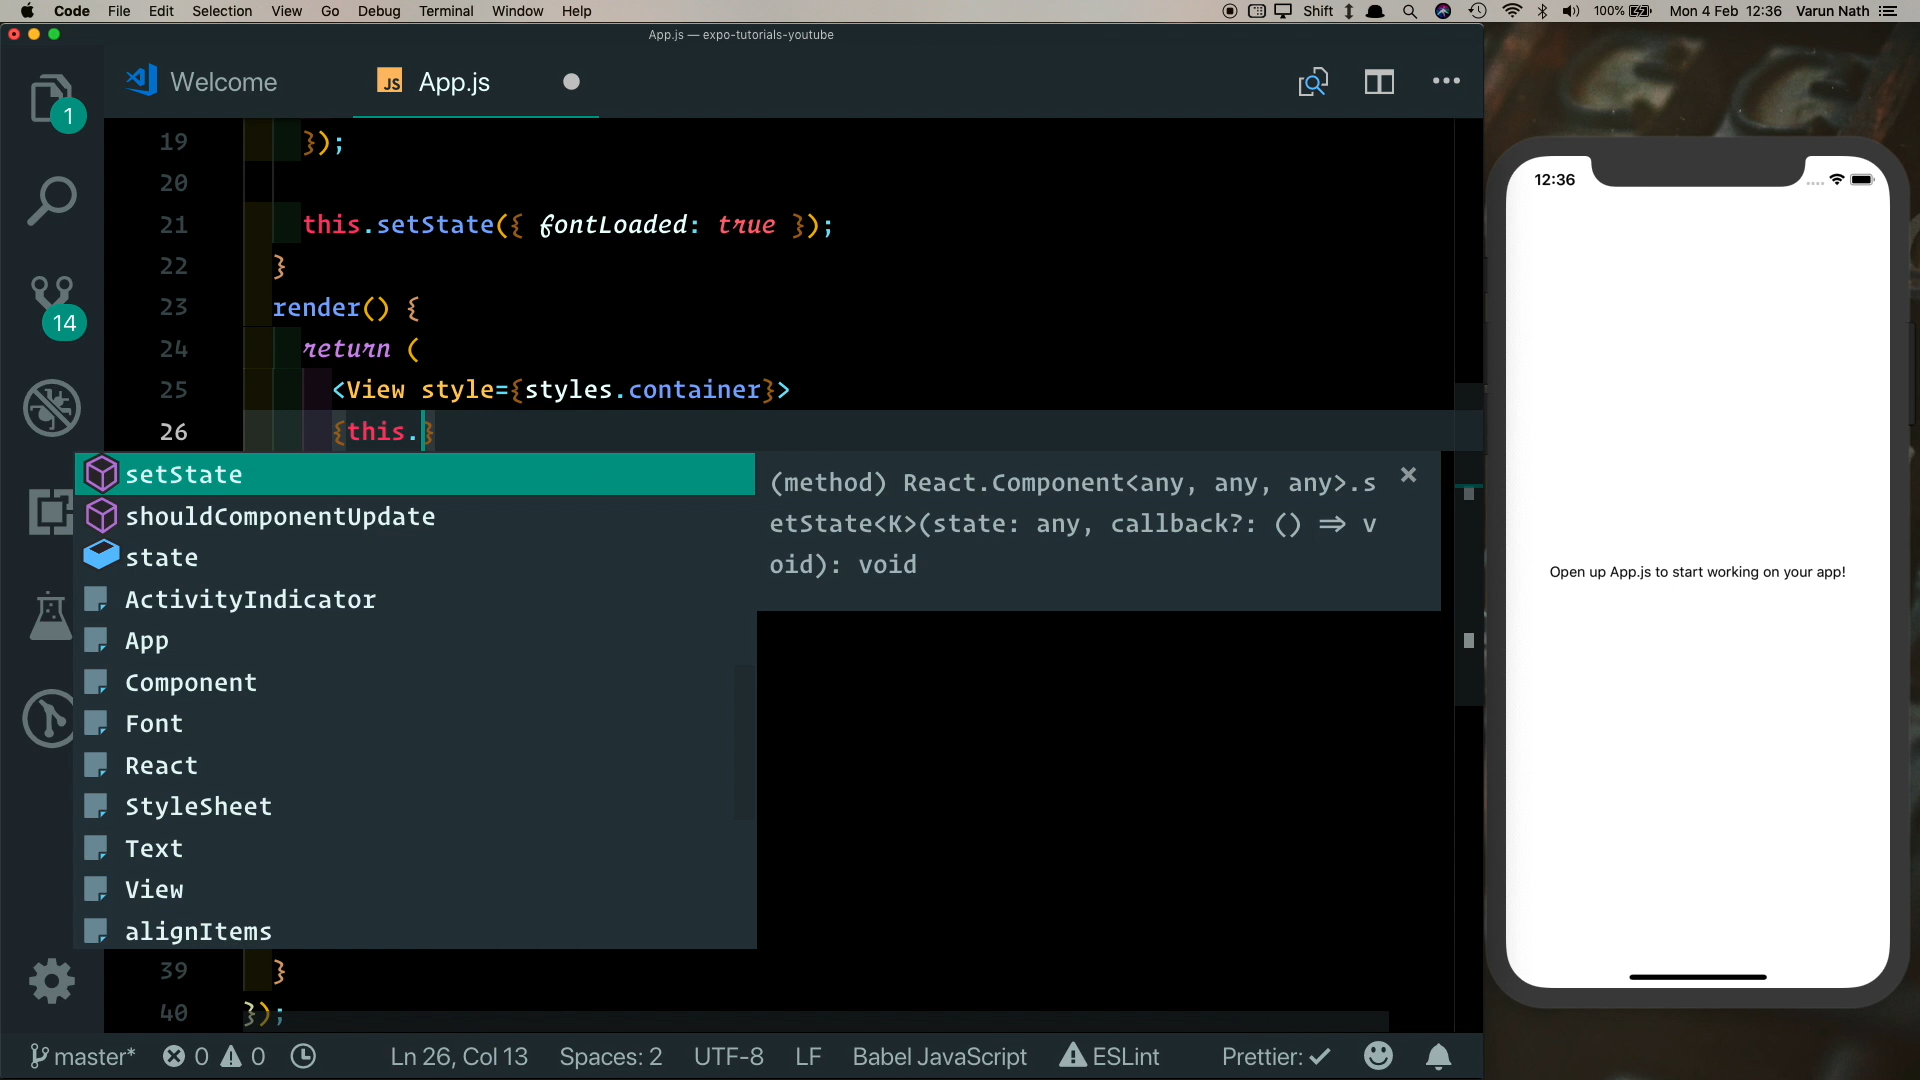 Code File Edit Selection View Go Debug Terminal Window Help
Shift 100% Mon 4 Feb 12:36 Varun Nath
App.js — expo-tutorials-youtube
Welcome
JS App.js
1
14
19 });
20
21 this.setState({ fontLoaded: true });
22 }
23 render() {
24 return (
25 <View style={styles.container}>
26 {this.}
setState
shouldComponentUpdate
state
ActivityIndicator
App
Component
Font
React
StyleSheet
Text
View
alignItems
(method) React.Component<any, any, any>.s
etState<K>(state: any, callback?: () ⇒ v
oid): void
39 }
40 });
master* 0 0 Ln 26, Col 13 Spaces: 2 UTF-8 LF Babel JavaScript ESLint Prettier: ✓
12:36
Open up App.js to start working on your app!